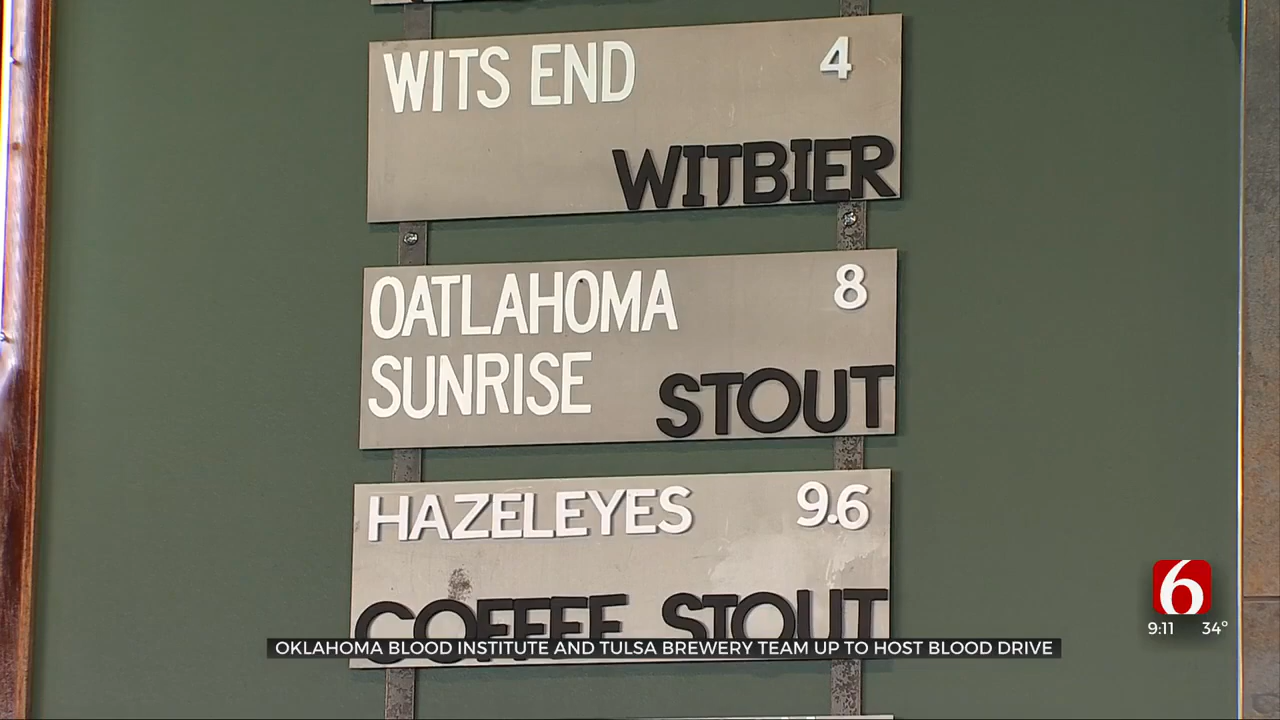 WITS END 4
WITBIER
OATLAHOMA 8
SUNRISE
STOUT
HAZELEYES 9.6
COFFEE STOUT
OKLAHOMA BLOOD INSTITUTE AND TULSA BREWERY TEAM UP TO HOST BLOOD DRIVE
6
9:11 34°